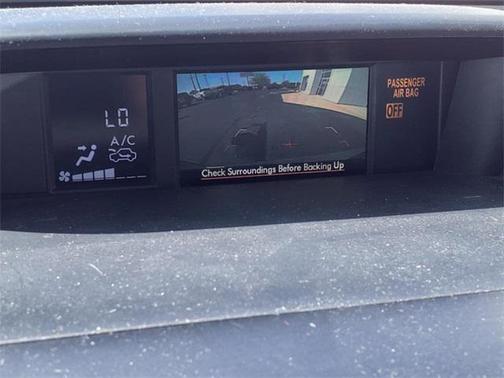 LO
A/C
Check Surroundings Before Backing Up
PASSENGER
AIR BAG
OFF